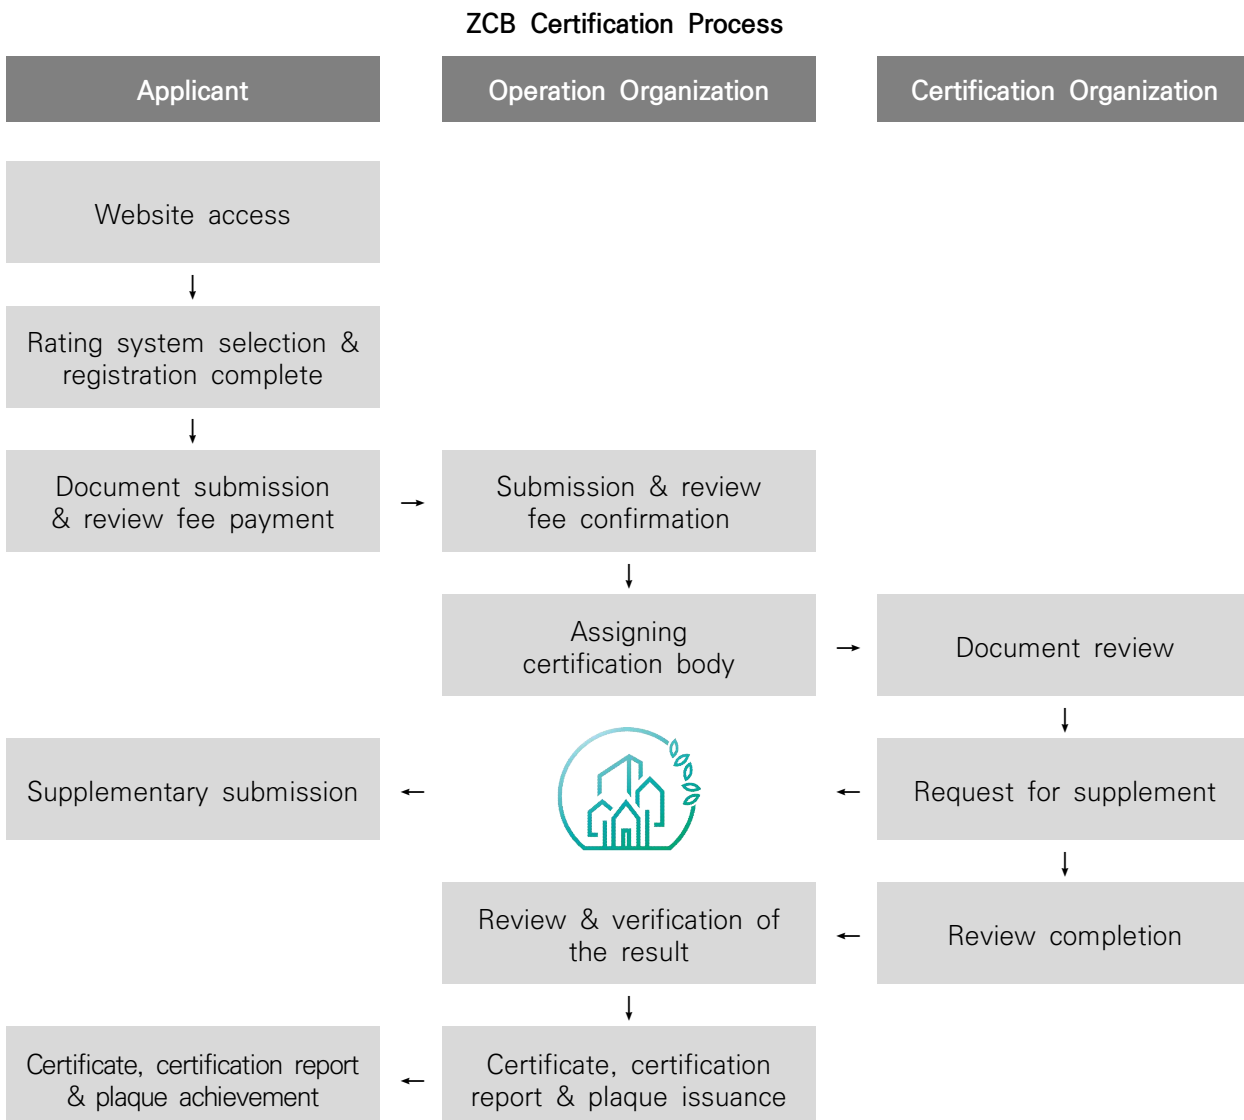 ZCB Certification Process
Applicant
Operation Organization
Certification Organization
Website access
Rating system selection &
registration complete
Document submission
& review fee payment
Submission & review
fee confirmation
Assigning
certification body
Document review
Supplementary submission
Request for supplement
Review & verification of
the result
Review completion
Certificate, certification report
& plaque achievement
Certificate, certification
report & plaque issuance